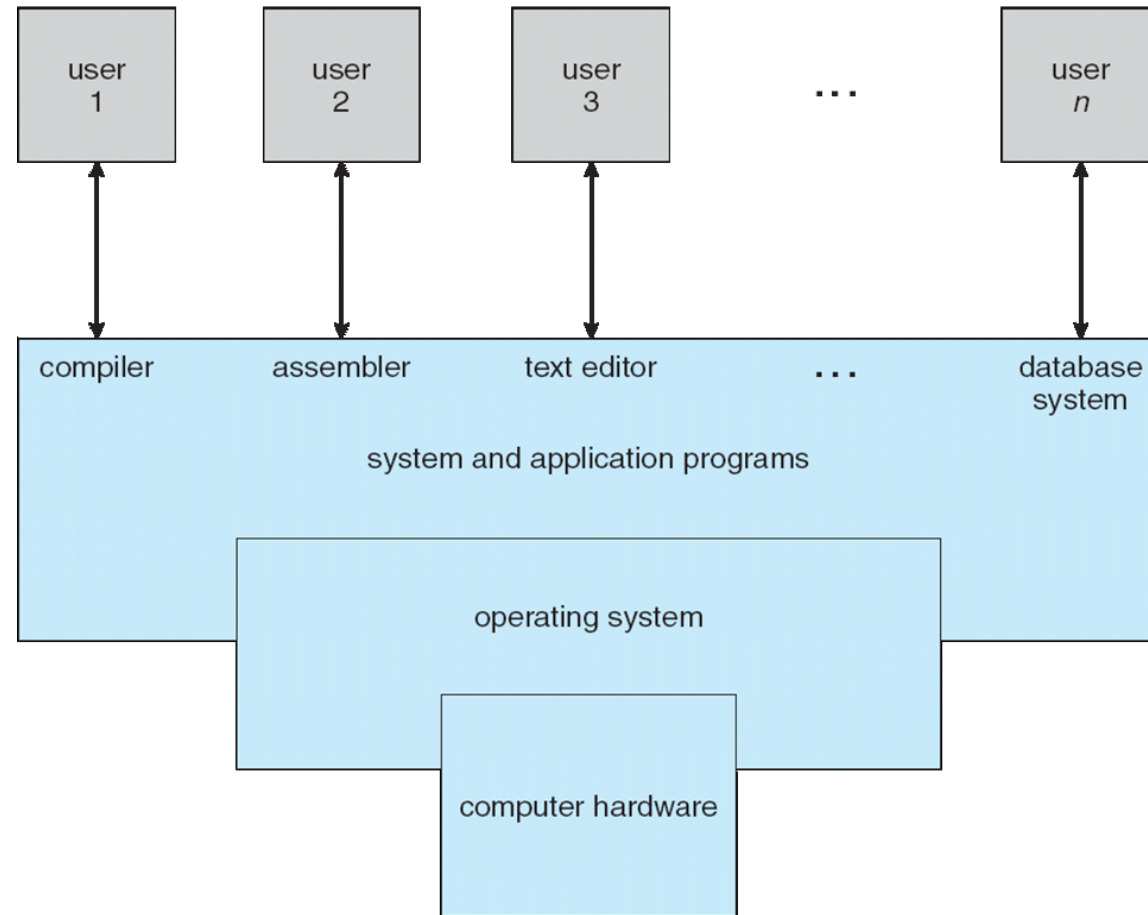 user
1
user
2
user
3
...
user
n
compiler
assembler
text editor
...
database
system
system and application programs
operating system
computer hardware